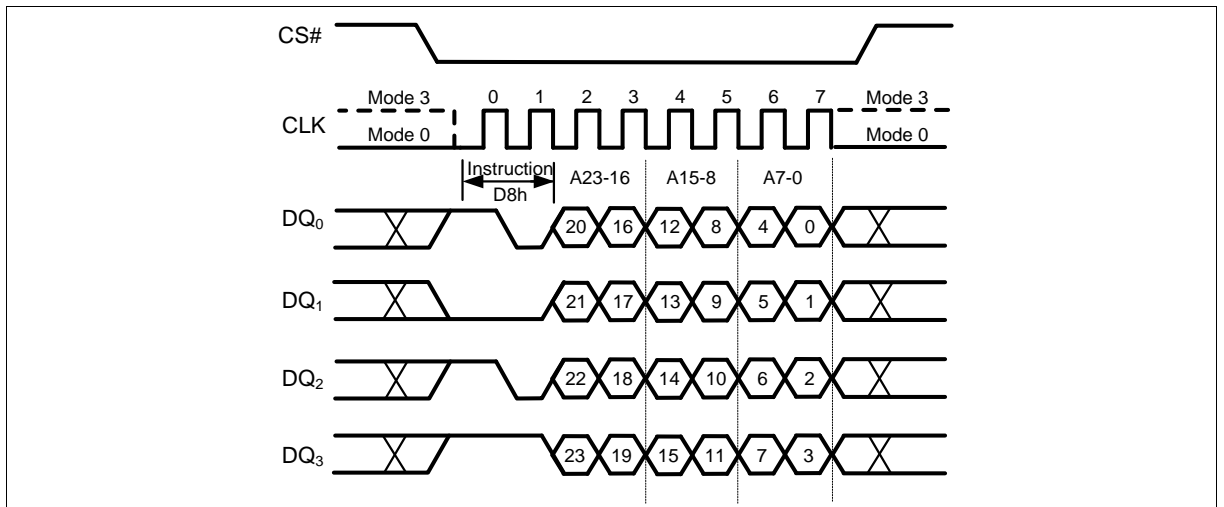 CS#
Mode 3 0 1 2 3 4 5 6 7 Mode 3
CLK
Mode 0 Mode 0
Instruction A23-16 A15-8 A7-0
D8h
DQ0 20 16 12 8 4 0
DQ1 21 17 13 9 5 1
DQ2 22 18 14 10 6 2
DQ3 23 19 15 11 7 3